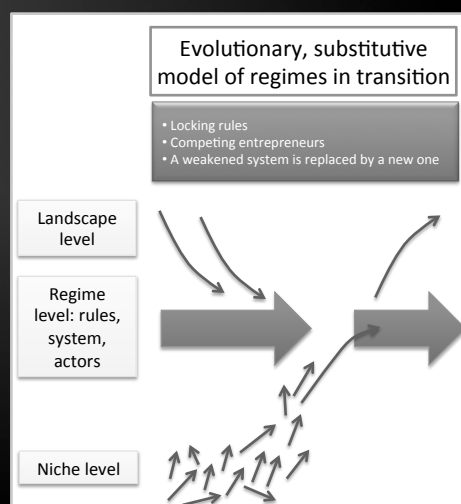 Evolutionary, substitutive
model of regimes in transition
• Locking rules
• Competing entrepreneurs
• A weakened system is replaced by a new one
Landscape
level
Regime
level: rules,
system,
actors
Niche level